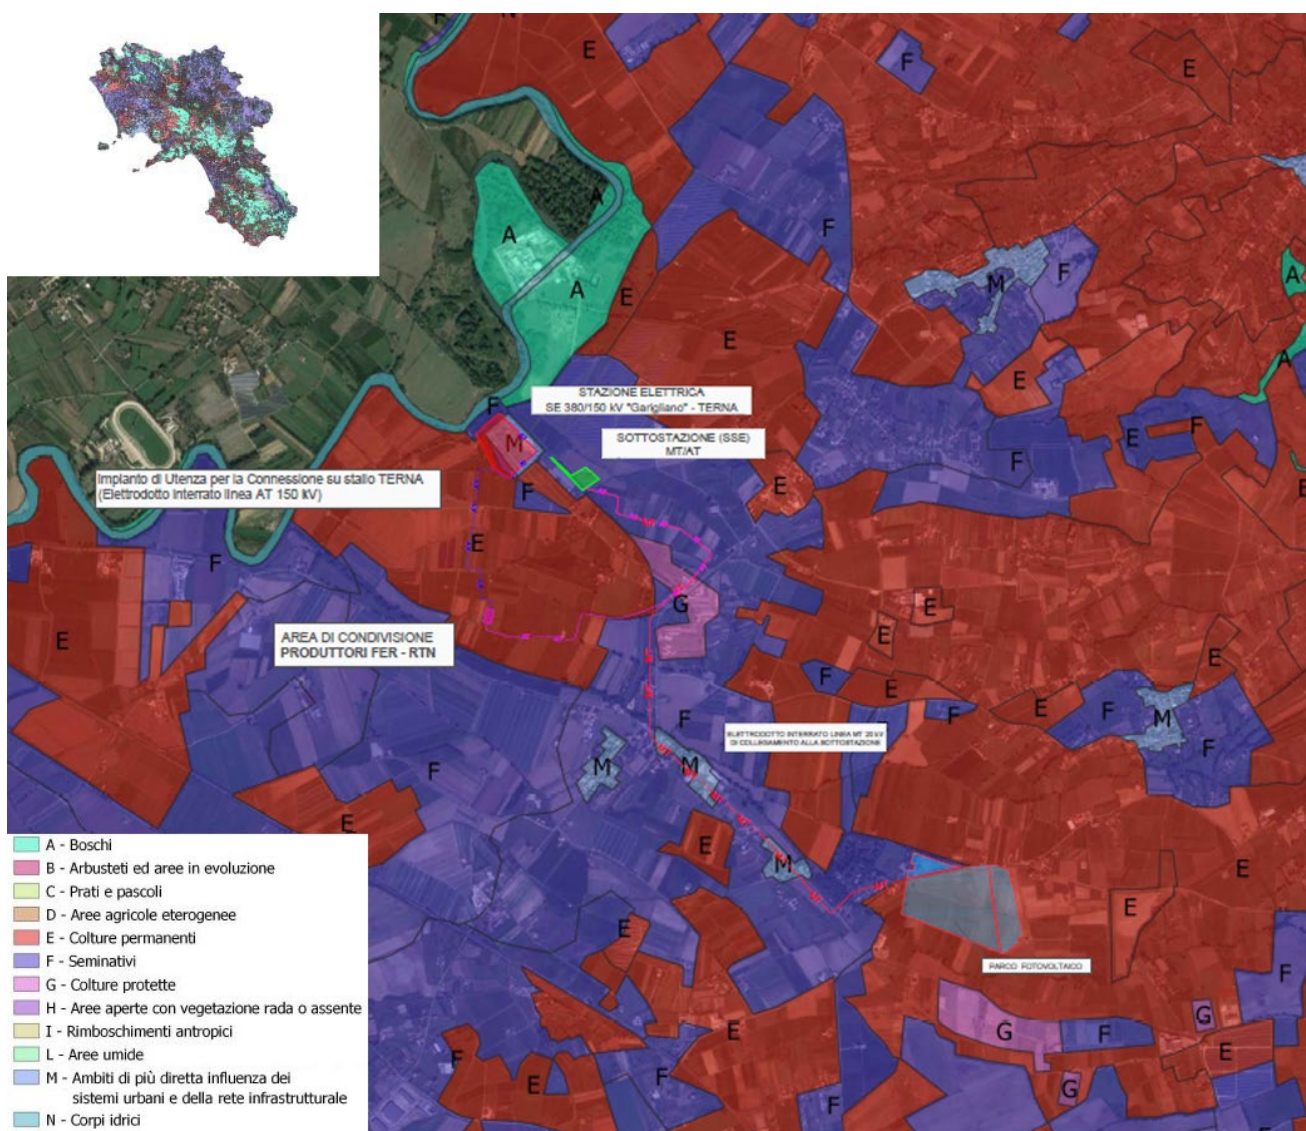 E
N
F
E
F
E
A
A
F
A
E
M
F
A
E
E
A
STAZIONE ELETTRICA
SE 380/150 kV "Garigliano" - TERNA
F
SOTTOSTAZIONE (SSE)
MT/AT
M
E
F
F
E
Impianto di Utenza per la Connessione su stallo TERNA
(Elettrodotto Interrato linea AT 150 kV)
F
E
E
F
G
E
E
AREA DI CONDIVISIONE
PRODUTTORI FER - RTN
E
E
F
E
F
E
F
M
F
ELETTRODOTTO INTERRATO LINEA MT 20 kV
DI COLLEGAMENTO ALLA SOTTOSTAZIONE
F
M
M
E
E
M
E
E
E
PARCO FOTOVOLTAICO
F
G
G
F
E
E
F
E
F
G
F
A - Boschi
B - Arbusteti ed aree in evoluzione
C - Prati e pascoli
D - Aree agricole eterogenee
E - Colture permanenti
F - Seminativi
G - Colture protette
H - Aree aperte con vegetazione rada o assente
I - Rimboschimenti antropici
L - Aree umide
M - Ambiti di più diretta influenza dei
sistemi urbani e della rete infrastrutturale
N - Corpi idrici